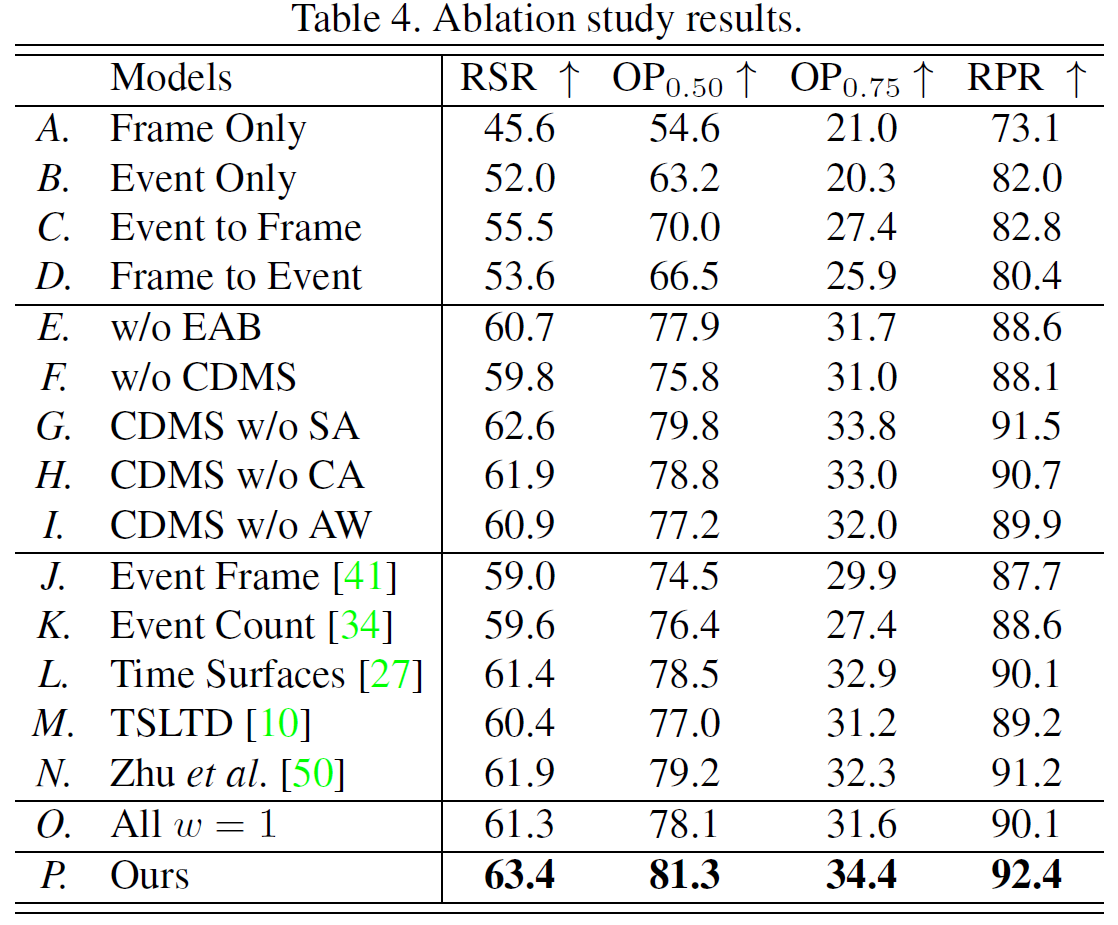 Table 4. Ablation study results.
Models RSR ↑ OP0.50 ↑ OP0.75 ↑ RPR ↑
A. Frame Only 45.6 54.6 21.0 73.1
B. Event Only 52.0 63.2 20.3 82.0
C. Event to Frame 55.5 70.0 27.4 82.8
D. Frame to Event 53.6 66.5 25.9 80.4
E. w/o EAB 60.7 77.9 31.7 88.6
F. w/o CDMS 59.8 75.8 31.0 88.1
G. CDMS w/o SA 62.6 79.8 33.8 91.5
H. CDMS w/o CA 61.9 78.8 33.0 90.7
I. CDMS w/o AW 60.9 77.2 32.0 89.9
J. Event Frame [41] 59.0 74.5 29.9 87.7
K. Event Count [34] 59.6 76.4 27.4 88.6
L. Time Surfaces [27] 61.4 78.5 32.9 90.1
M. TSLTD [10] 60.4 77.0 31.2 89.2
N. Zhu et al. [50] 61.9 79.2 32.3 91.2
O. All w = 1 61.3 78.1 31.6 90.1
P. Ours 63.4 81.3 34.4 92.4